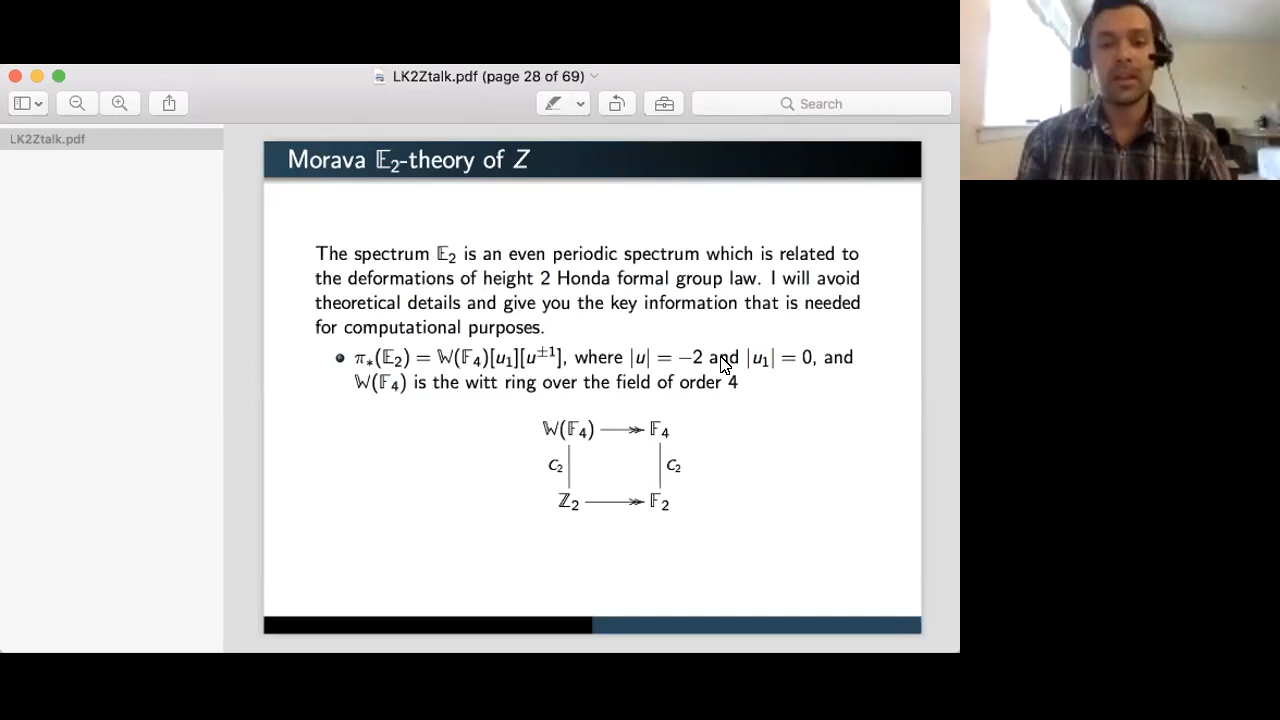 LK2Ztalk.pdf (page 28 of 69)
Search
LK2Ztalk.pdf
Morava 𝔼₂-theory of Z
The spectrum 𝔼₂ is an even periodic spectrum which is related to
the deformations of height 2 Honda formal group law. I will avoid
theoretical details and give you the key information that is needed
for computational purposes.
• π_*(𝔼₂) = 𝕎(𝔽₄)[u₁][u^{±1}], where |u| = −2 and |u₁| = 0, and
𝕎(𝔽₄) is the witt ring over the field of order 4
𝕎(𝔽₄) ↠ 𝔽₄
C₂ C₂
ℤ₂ ↠ 𝔽₂